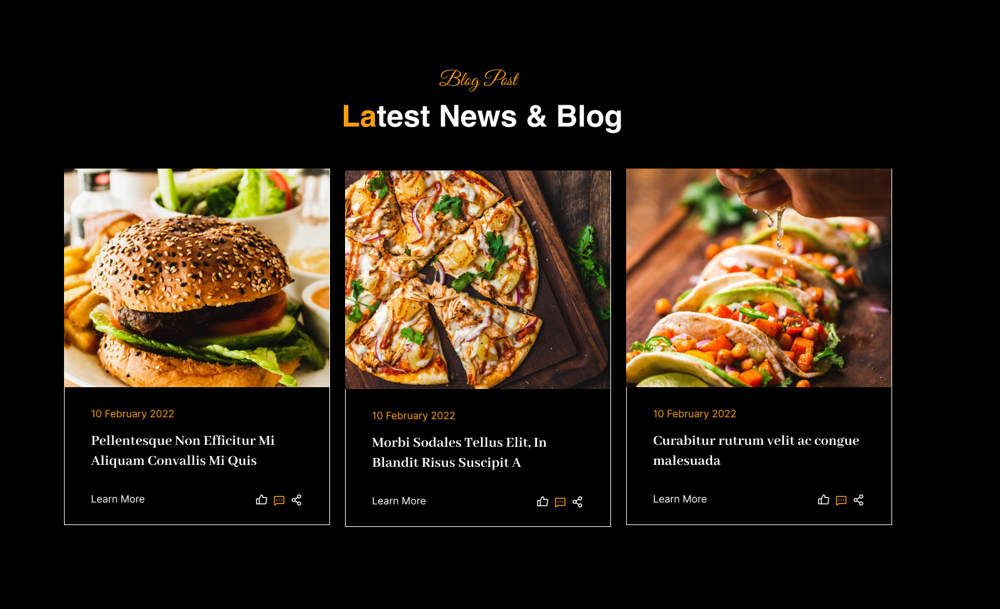 Blog Post
Latest News & Blog
10 February 2022
Pellentesque Non Efficitur Mi
Aliquam Convallis Mi Quis
Learn More
10 February 2022
Morbi Sodales Tellus Elit, In
Blandit Risus Suscipit A
Learn More
10 February 2022
Curabitur rutrum velit ac congue
malesuada
Learn More